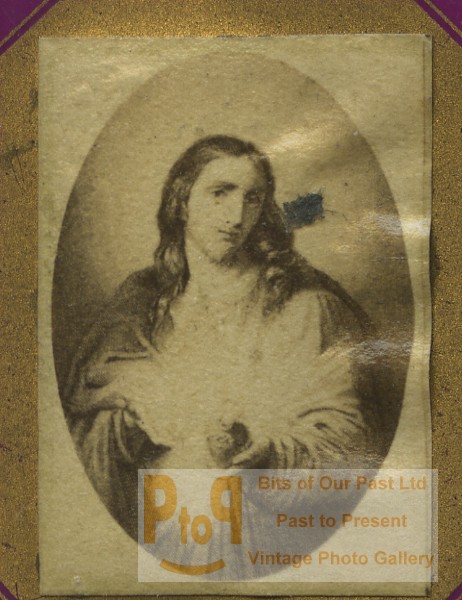 PtoP
Bits of Our Past Ltd
Past to Present
Vintage Photo Gallery